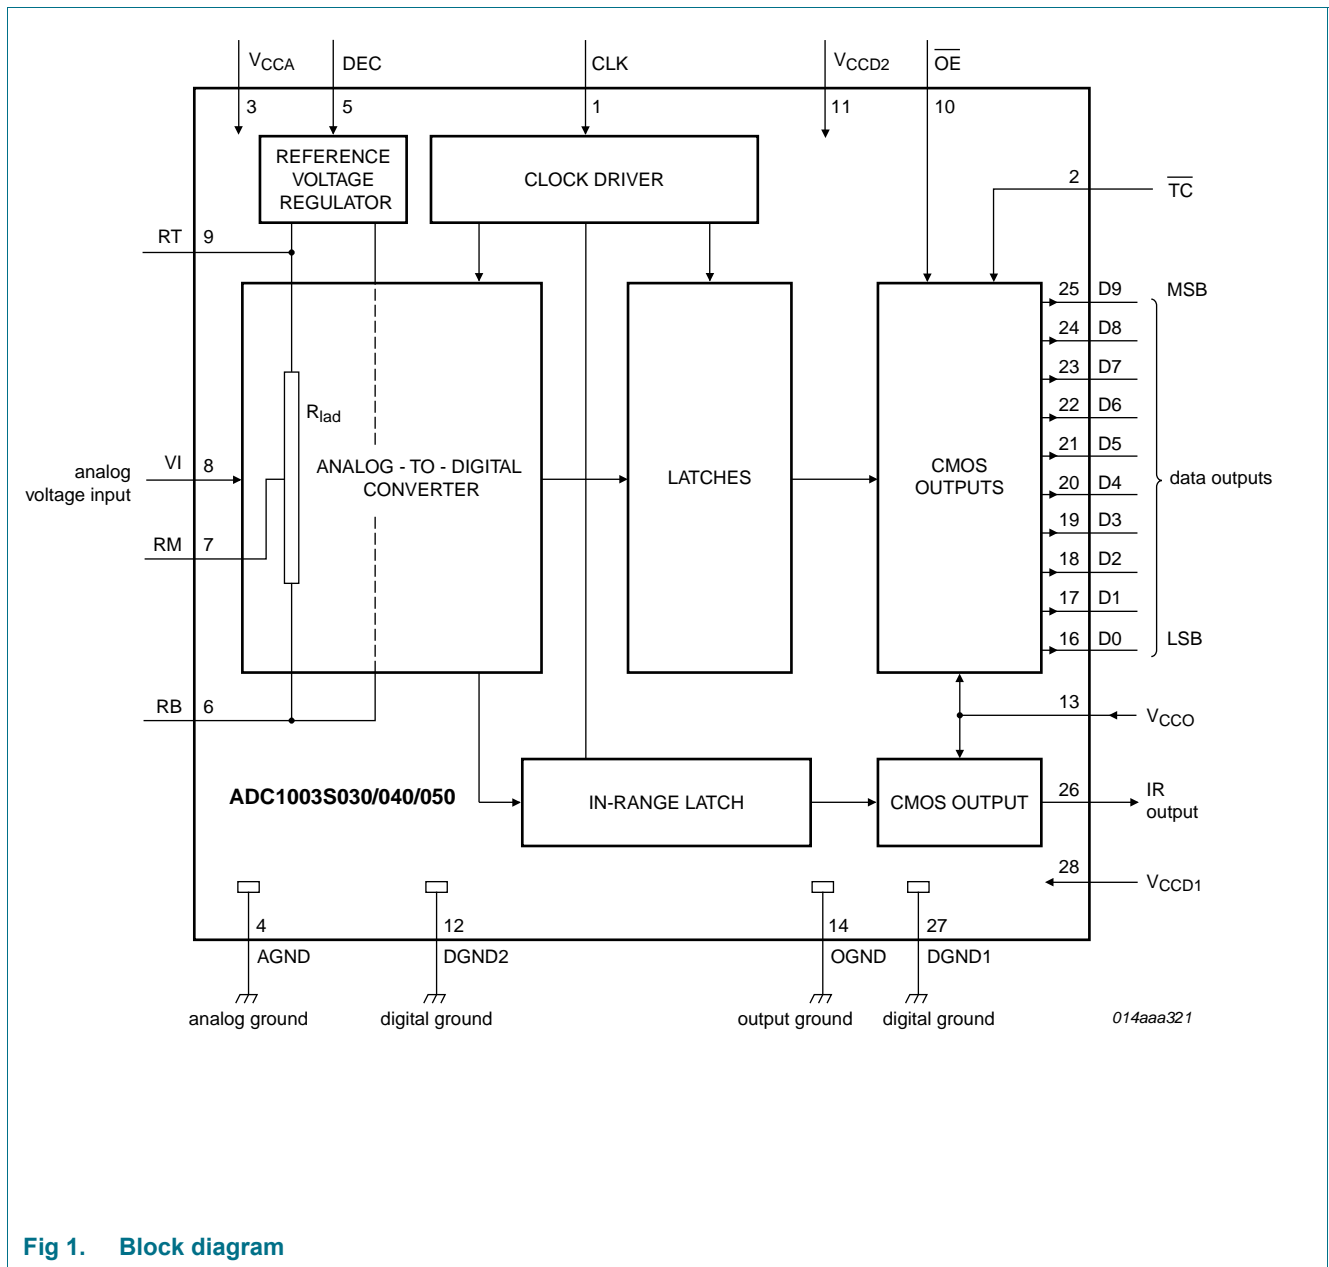 VCCA DEC CLK VCCD2 OE
3 5 1 11 10
REFERENCE
VOLTAGE
REGULATOR
CLOCK DRIVER
2 TC
RT 9
25 D9 MSB
24 D8
23 D7
22 D6
21 D5
20 D4
19 D3
18 D2
17 D1
16 D0 LSB
data outputs
Rlad
analog
voltage input
VI 8
ANALOG - TO - DIGITAL
CONVERTER
LATCHES
CMOS
OUTPUTS
RM 7
RB 6
13 VCCO
ADC1003S030/040/050
IN-RANGE LATCH
CMOS OUTPUT
26 IR
output
28 VCCD1
4 12 14 27
AGND DGND2 OGND DGND1
analog ground digital ground output ground digital ground
014aaa321
Fig 1. Block diagram